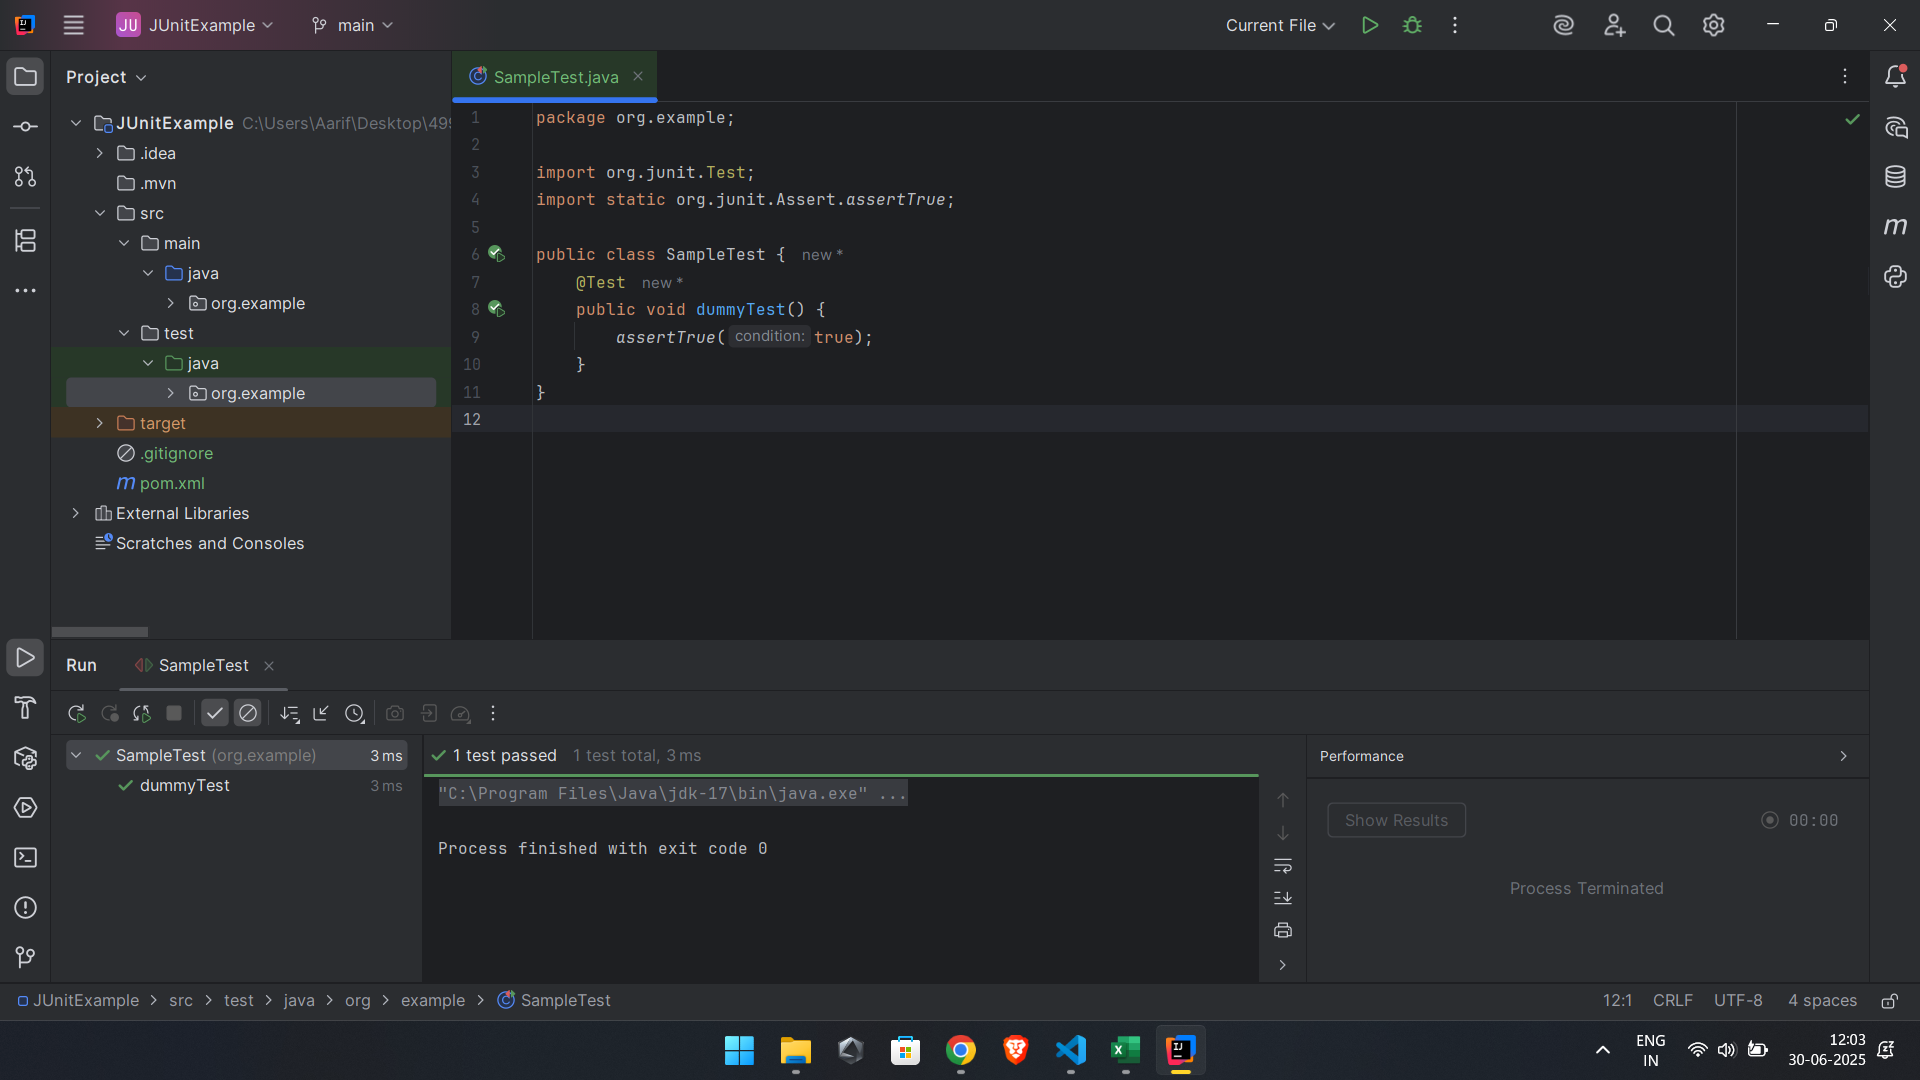 JU JUnitExample main Current File
Project
SampleTest.java
JUnitExample C:\Users\Aarif\Desktop\49
.idea
.mvn
src
main
java
org.example
test
java
org.example
target
.gitignore
pom.xml
External Libraries
Scratches and Consoles
1 package org.example;
2
3 import org.junit.Test;
4 import static org.junit.Assert.assertTrue;
5
6 public class SampleTest { new *
7 @Test new *
8 public void dummyTest() {
9 assertTrue( condition: true);
10 }
11 }
12
Run SampleTest
SampleTest (org.example) 3 ms
dummyTest 3 ms
1 test passed 1 test total, 3 ms
"C:\Program Files\Java\jdk-17\bin\java.exe" ...
Process finished with exit code 0
Performance
Show Results 00:00
Process Terminated
JUnitExample > src > test > java > org > example > SampleTest
12:1 CRLF UTF-8 4 spaces
ENG
IN
12:03
30-06-2025